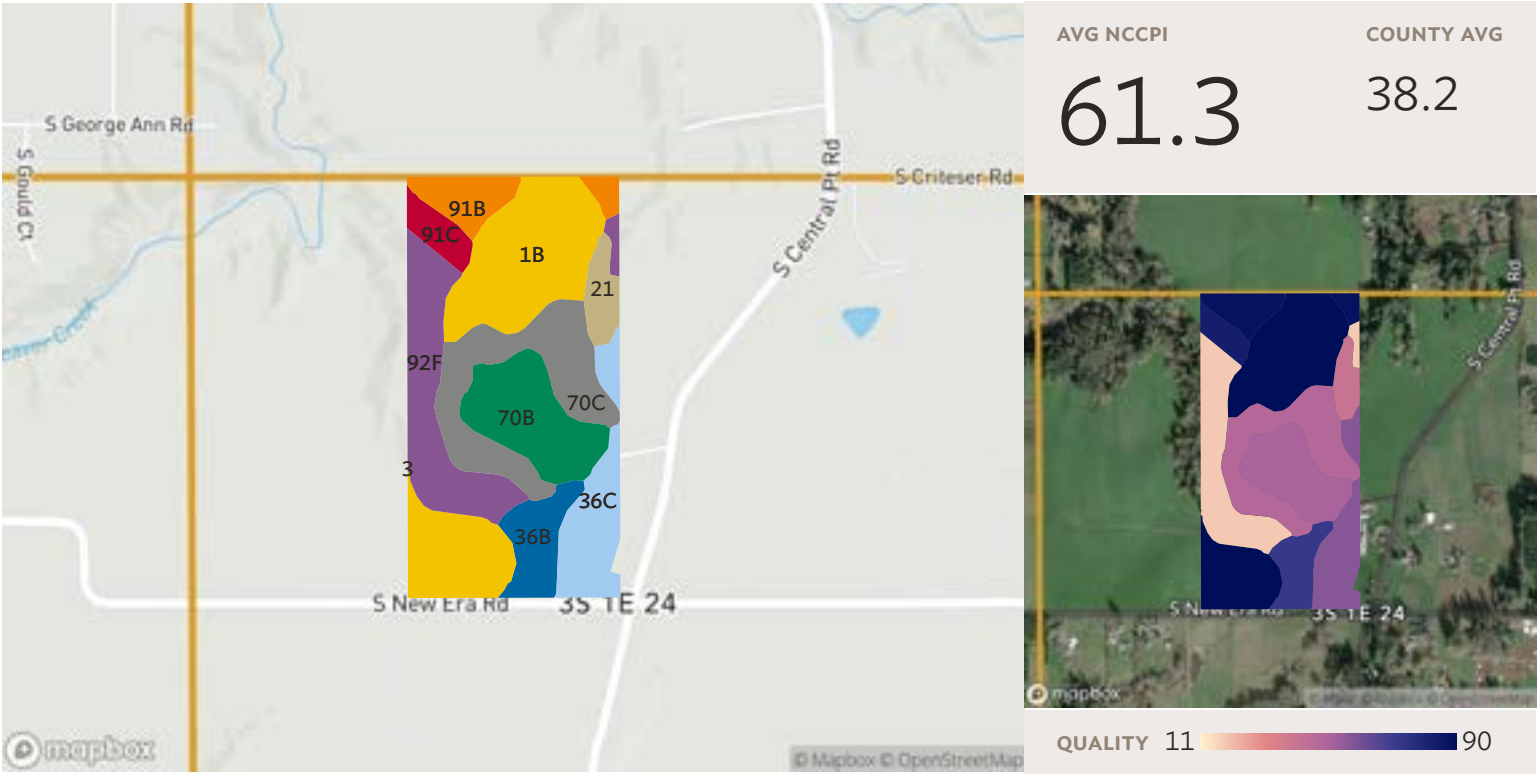 S George Ann Rd
S Gould Ct
S Criteser Rd
S Central Pt Rd
91B
91C
1B
21
92F
70C
70B
3
36C
36B
S New Era Rd
3S 1E 24
mapbox
© Mapbox © OpenStreetMap
AVG NCCPI
COUNTY AVG
61.3
38.2
S Central Pt Rd
S New Era Rd
3S 1E 24
mapbox
QUALITY
11
90